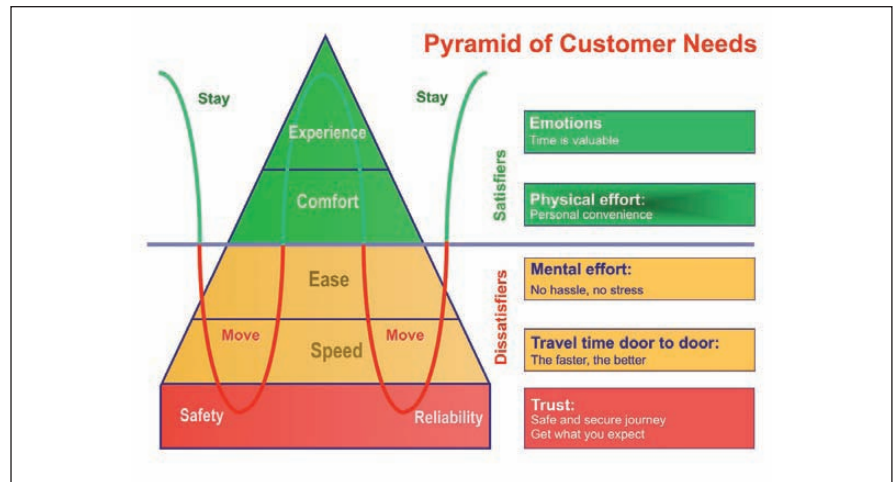 Pyramid of Customer Needs
Stay
Stay
Experience
Comfort
Ease
Move
Move
Speed
Safety
Reliability
Satisfiers
Dissatisfiers
Emotions
Time is valuable
Physical effort:
Personal convenience
Mental effort:
No hassle, no stress
Travel time door to door:
The faster, the better
Trust:
Safe and secure journey
Get what you expect